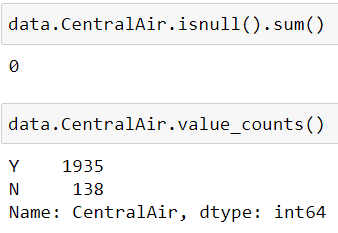 data.CentralAir.isnull().sum()
0
data.CentralAir.value_counts()
Y    1935
N     138
Name: CentralAir, dtype: int64